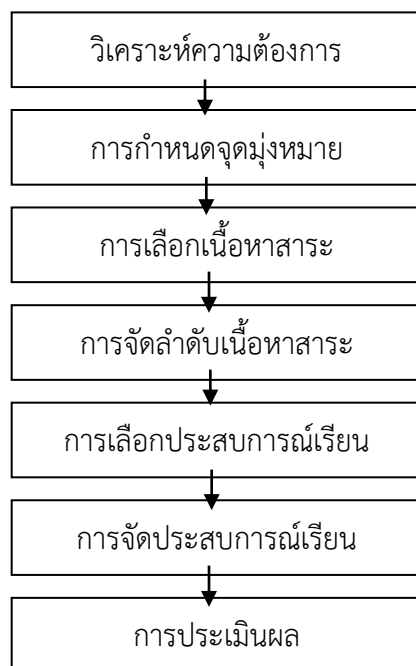 วิเคราะห์ความต้องการ
การกำหนดจุดมุ่งหมาย
การเลือกเนื้อหาสาระ
การจัดลำดับเนื้อหาสาระ
การเลือกประสบการณ์เรียน
การจัดประสบการณ์เรียน
การประเมินผล